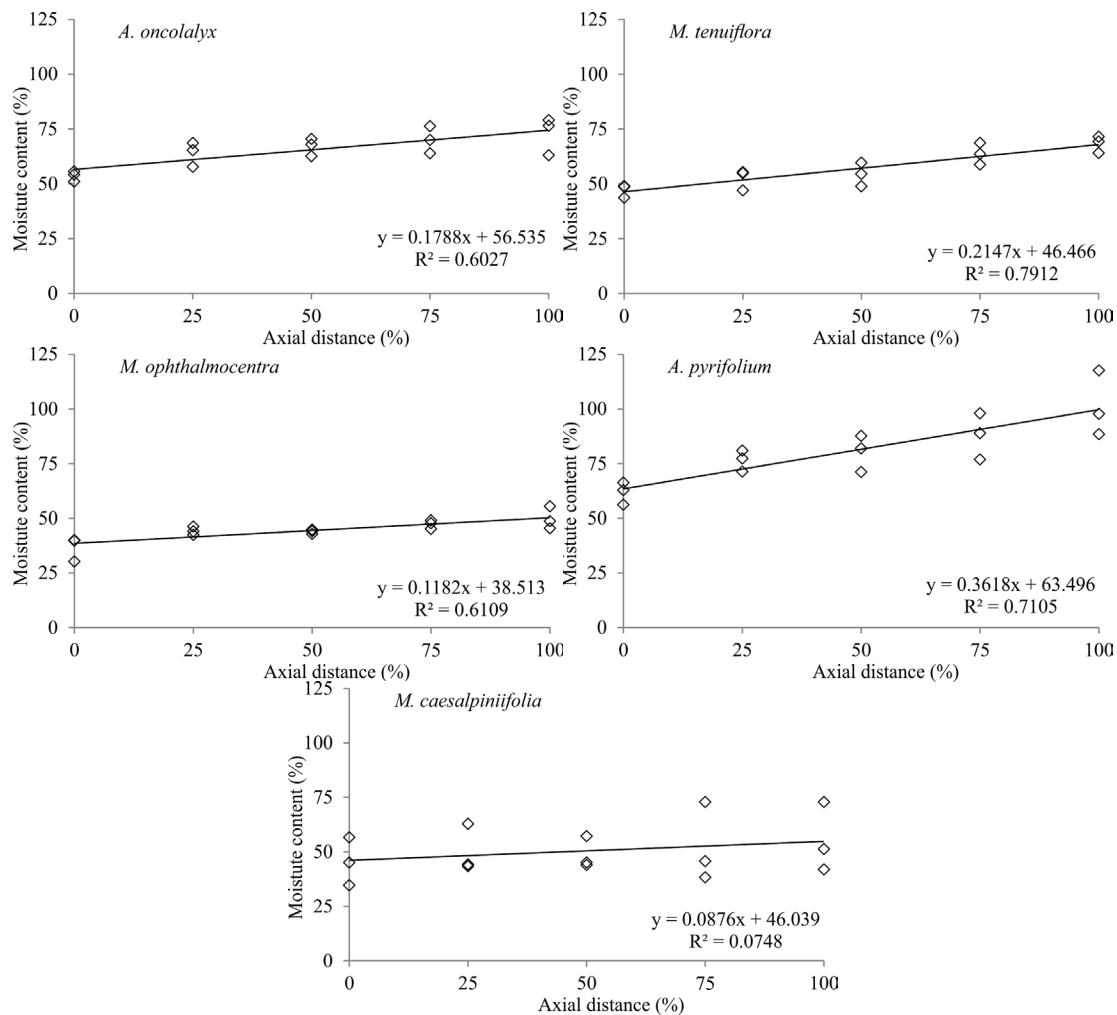 A. oncolalyx
Moistute content (%)
125
100
75
50
25
0
y = 0.1788x + 56.535
R² = 0.6027
0 25 50 75 100
Axial distance (%)
M. tenuiflora
Moistute content (%)
125
100
75
50
25
0
y = 0.2147x + 46.466
R² = 0.7912
0 25 50 75 100
Axial distance (%)
M. ophthalmocentra
Moistute content (%)
125
100
75
50
25
0
y = 0.1182x + 38.513
R² = 0.6109
0 25 50 75 100
Axial distance (%)
A. pyrifolium
Moistute content (%)
125
100
75
50
25
0
y = 0.3618x + 63.496
R² = 0.7105
0 25 50 75 100
Axial distance (%)
M. caesalpiniifolia
Moistute content (%)
125
100
75
50
25
0
y = 0.0876x + 46.039
R² = 0.0748
0 25 50 75 100
Axial distance (%)